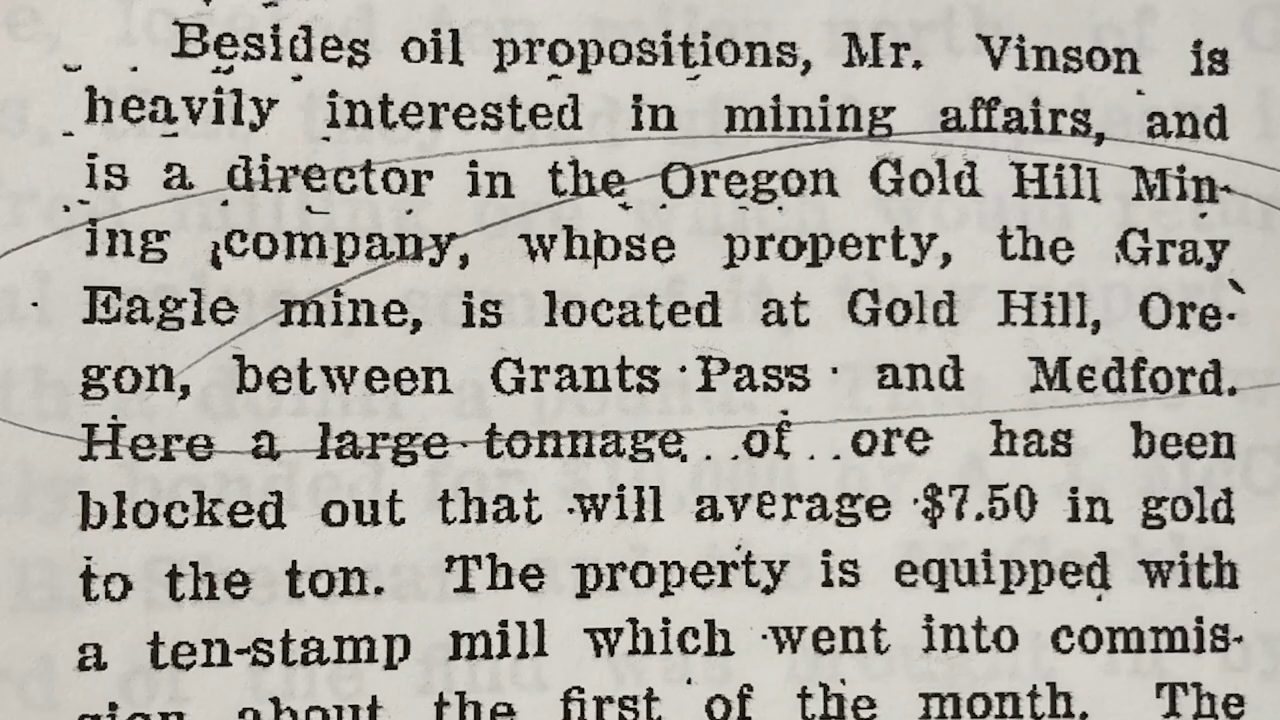 Besides oil propositions, Mr. Vinson is
heavily interested in mining affairs, and
is a director in the Oregon Gold Hill Min-
ing company, whose property, the Gray
Eagle mine, is located at Gold Hill, Ore-
gon, between Grants Pass and Medford.
Here a large tonnage of ore has been
blocked out that will average $7.50 in gold
to the ton. The property is equipped with
a ten-stamp mill which went into commis-
sion about the first of the month. The